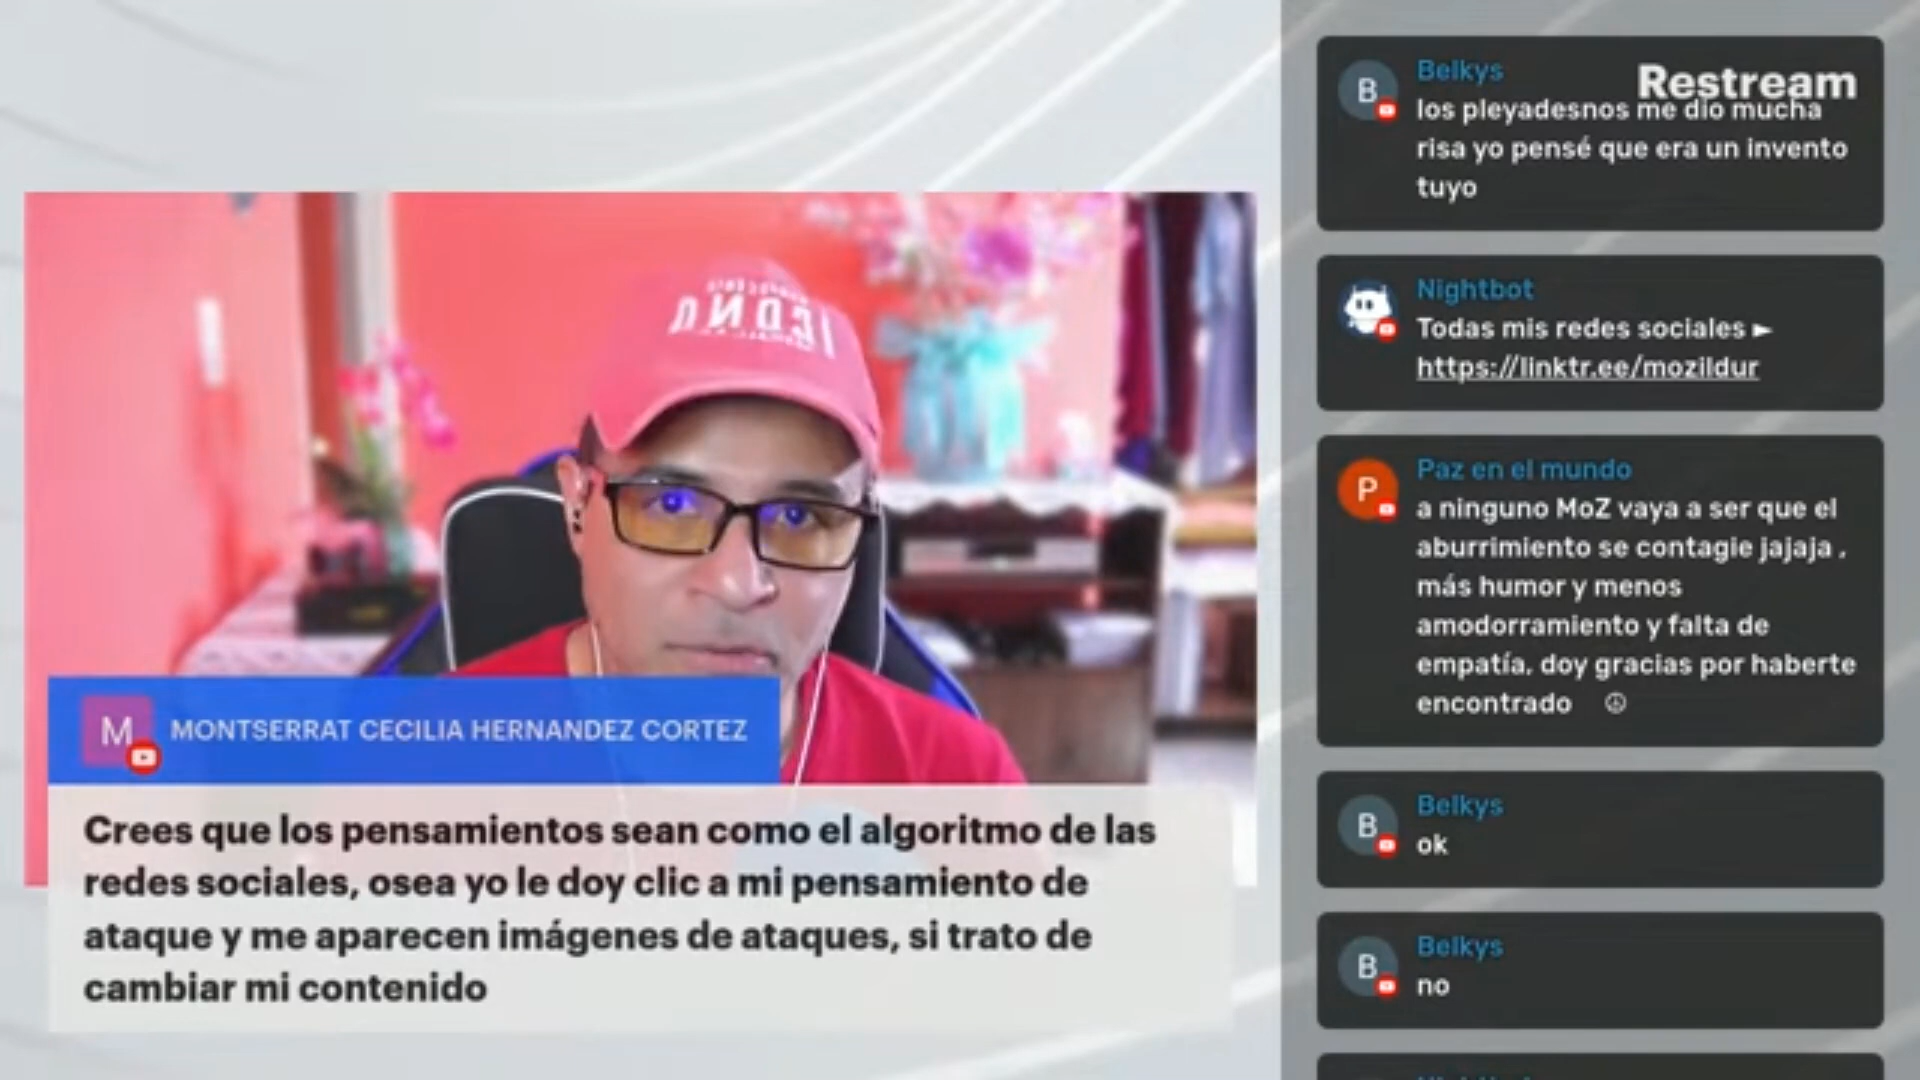 M
MONTSERRAT CECILIA HERNANDEZ CORTEZ
Crees que los pensamientos sean como el algoritmo de las
redes sociales, osea yo le doy clic a mi pensamiento de
ataque y me aparecen imágenes de ataques, si trato de
cambiar mi contenido
Restream
B
Belkys
los pleyadesnos me dio mucha
risa yo pensé que era un invento
tuyo
Nightbot
Todas mis redes sociales ►
https://linktr.ee/mozildur
P
Paz en el mundo
a ninguno MoZ vaya a ser que el
aburrimiento se contagie jajaja ,
más humor y menos
amodorramiento y falta de
empatía, doy gracias por haberte
encontrado ☮
B
Belkys
ok
B
Belkys
no